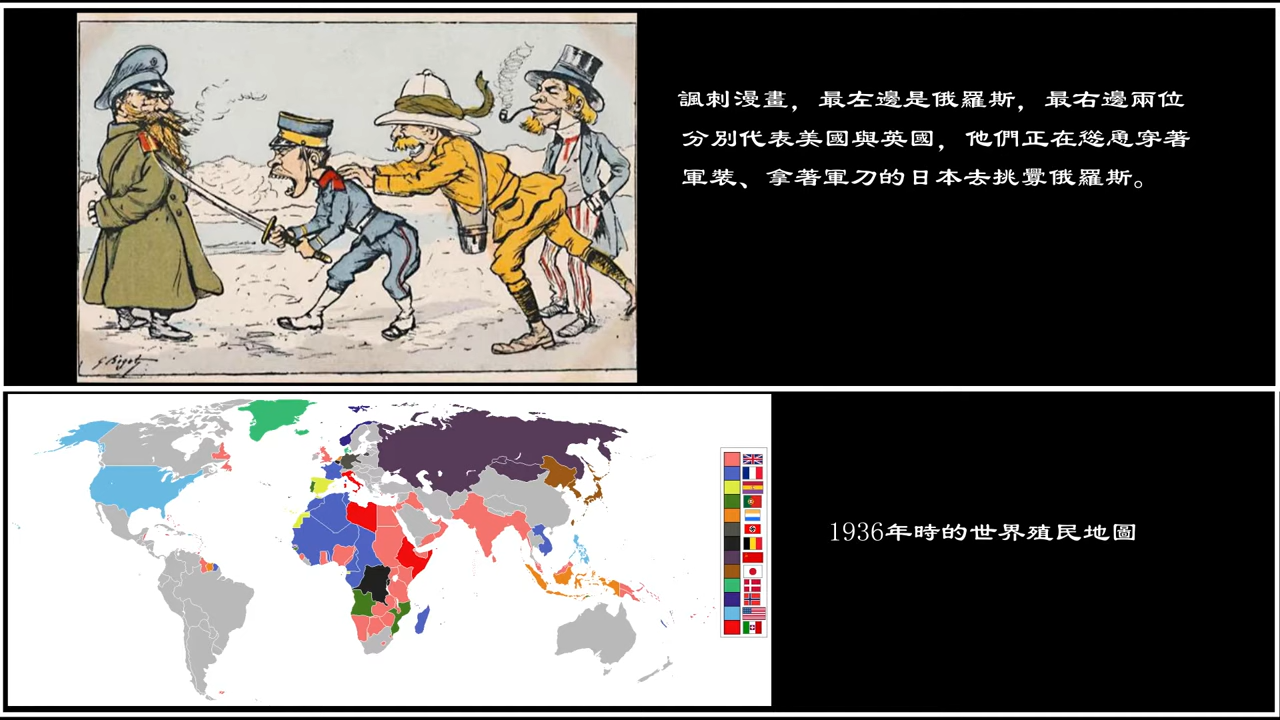 諷刺漫畫，最左邊是俄羅斯，最右邊兩位
分別代表美國與英國，他們正在慫恿穿著
軍裝、拿著軍刀的日本去挑釁俄羅斯。
G. Bigot
1936年時的世界殖民地圖